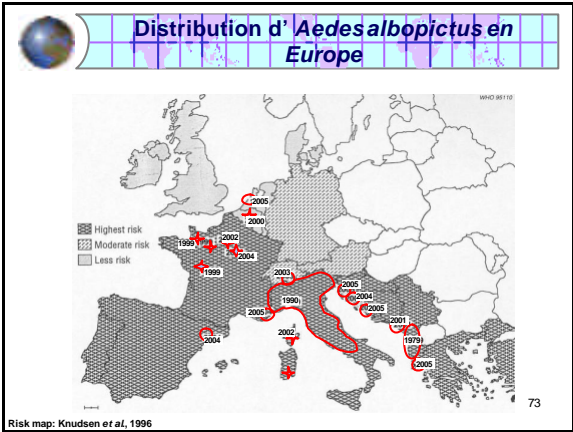 Distribution d' Aedes albopictus en
Europe
WHO 95110
2005
2000
Highest risk
Moderate risk
Less risk
1999
2002
2004
1999
2003
2005
1990
2004
2005
2005
2001
2004
2002
1979
2005
73
Risk map: Knudsen et al, 1996